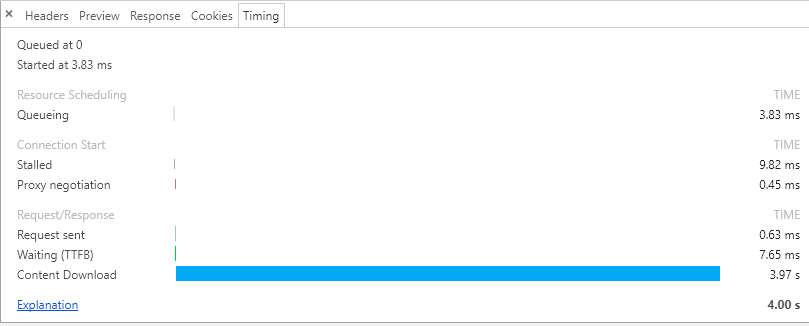 × Headers Preview Response Cookies Timing
Queued at 0
Started at 3.83 ms
Resource Scheduling TIME
Queueing 3.83 ms
Connection Start TIME
Stalled 9.82 ms
Proxy negotiation 0.45 ms
Request/Response TIME
Request sent 0.63 ms
Waiting (TTFB) 7.65 ms
Content Download 3.97 s
Explanation 4.00 s